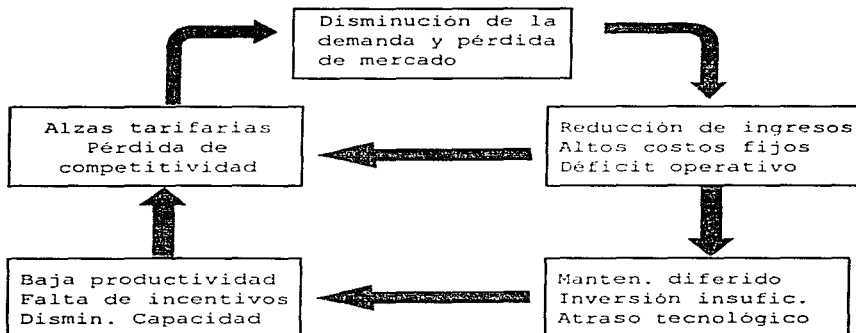 Disminución de la
demanda y pérdida
de mercado
Alzas tarifarias
Pérdida de
competitividad
Reducción de ingresos
Altos costos fijos
Déficit operativo
Baja productividad
Falta de incentivos
Dismin. Capacidad
Manten. diferido
Inversión insufic.
Atraso tecnológico